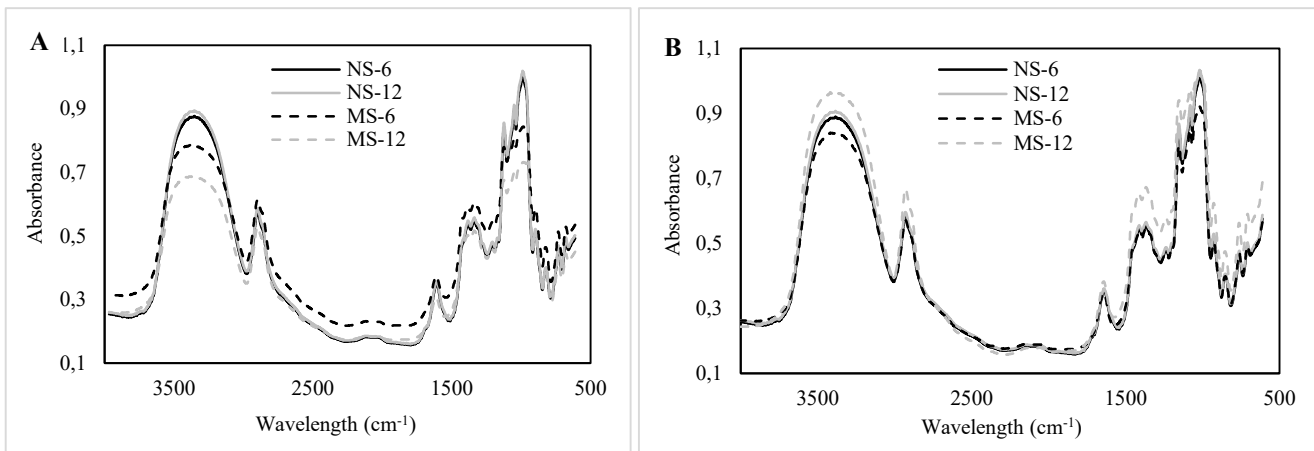 A
1,1
0,9
0,7
0,5
0,3
0,1
Absorbance
NS-6
NS-12
MS-6
MS-12
3500
2500
1500
500
Wavelength (cm-1)
B
1,1
0,9
0,7
0,5
0,3
0,1
Absorbance
NS-6
NS-12
MS-6
MS-12
3500
2500
1500
500
Wavelength (cm-1)